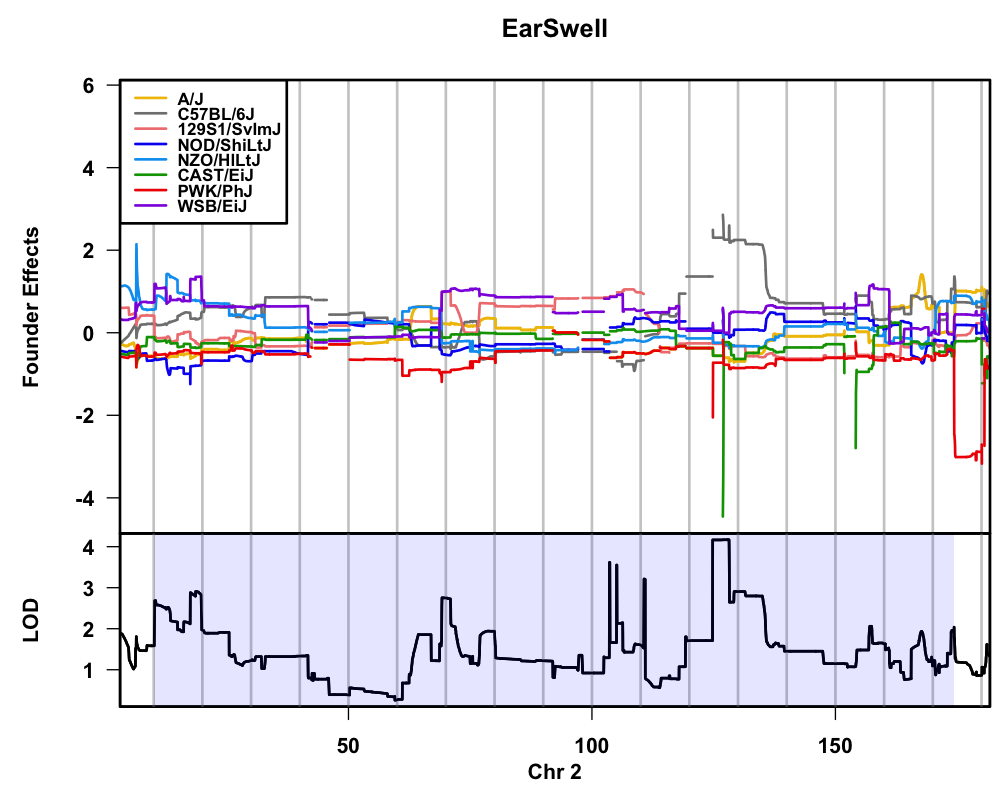 EarSwell
Founder Effects
6
4
2
0
-2
-4
A/J
C57BL/6J
129S1/SvImJ
NOD/ShiLtJ
NZO/HILtJ
CAST/EiJ
PWK/PhJ
WSB/EiJ
LOD
4
3
2
1
50 100 150
Chr 2